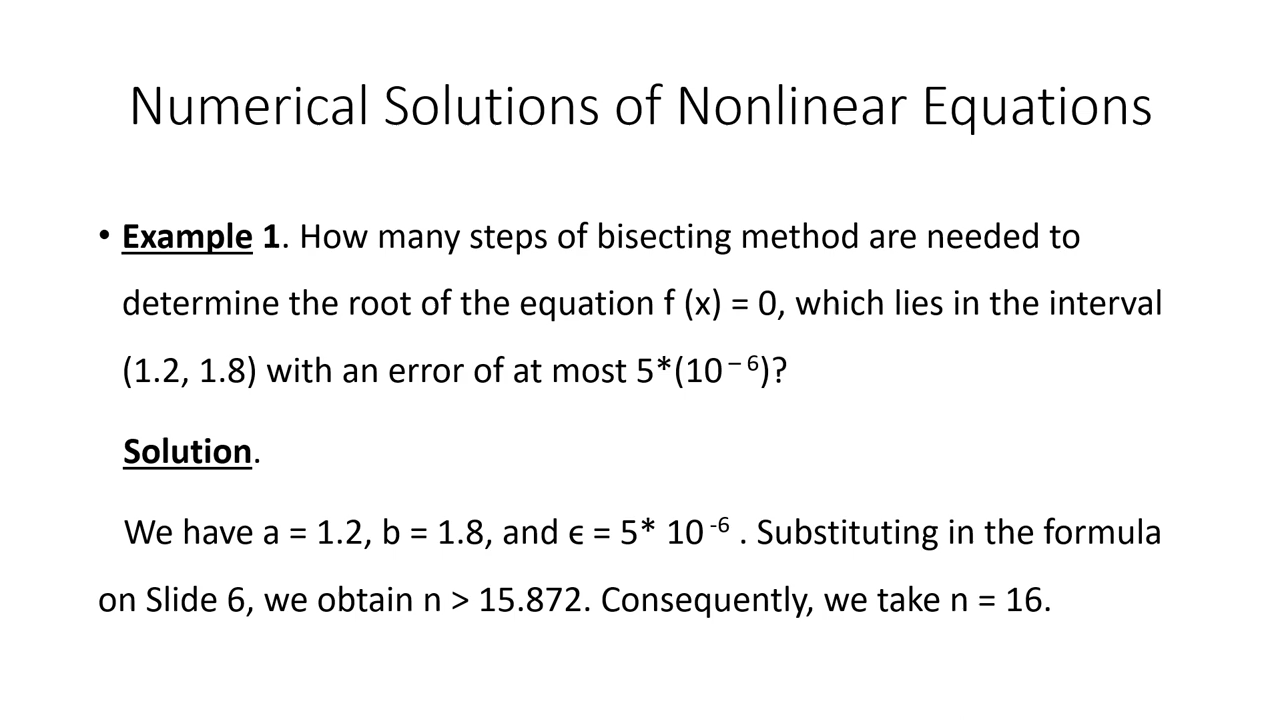 Numerical Solutions of Nonlinear Equations
• Example 1. How many steps of bisecting method are needed to
determine the root of the equation f (x) = 0, which lies in the interval
(1.2, 1.8) with an error of at most 5*(10⁻⁶)?
Solution.
We have a = 1.2, b = 1.8, and ϵ = 5* 10⁻⁶ . Substituting in the formula
on Slide 6, we obtain n > 15.872. Consequently, we take n = 16.